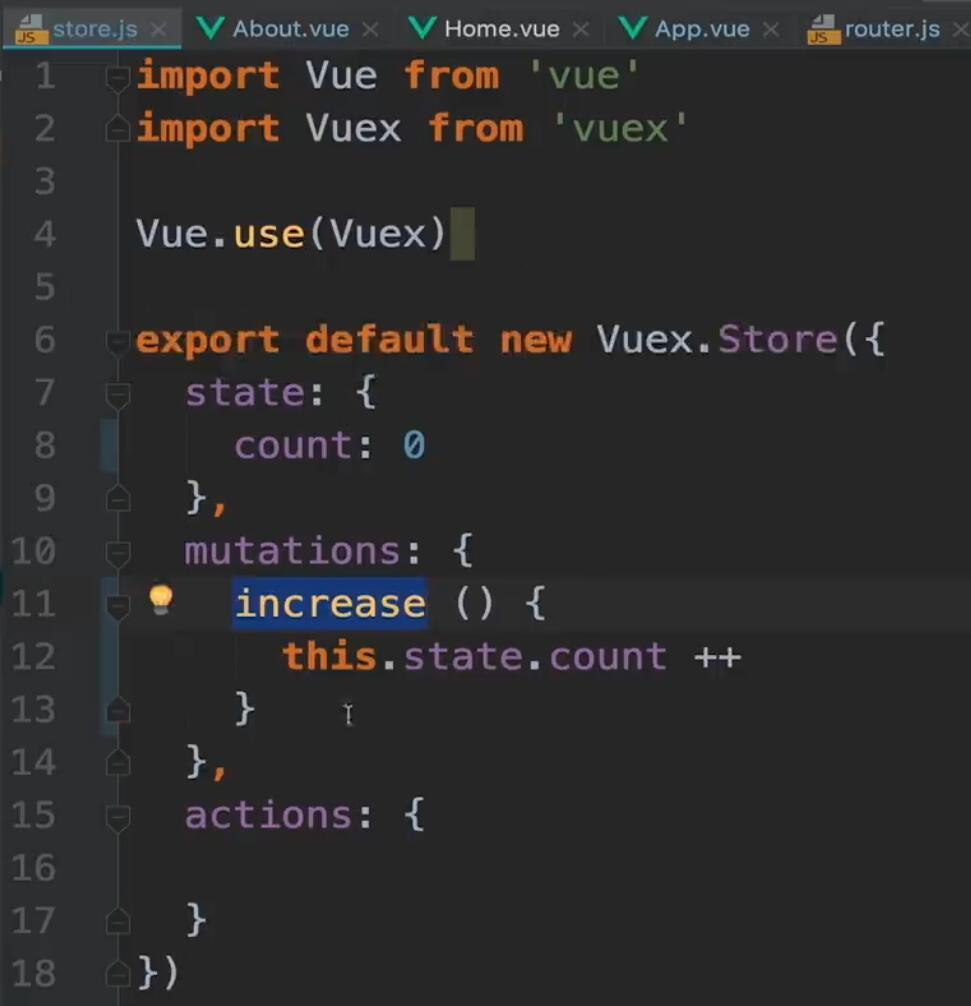 store.js × About.vue × Home.vue × App.vue × router.js ×
1 import Vue from 'vue'
2 import Vuex from 'vuex'
3
4 Vue.use(Vuex)
5
6 export default new Vuex.Store({
7   state: {
8     count: 0
9   },
10   mutations: {
11     increase () {
12       this.state.count ++
13     }
14   },
15   actions: {
16
17   }
18 })